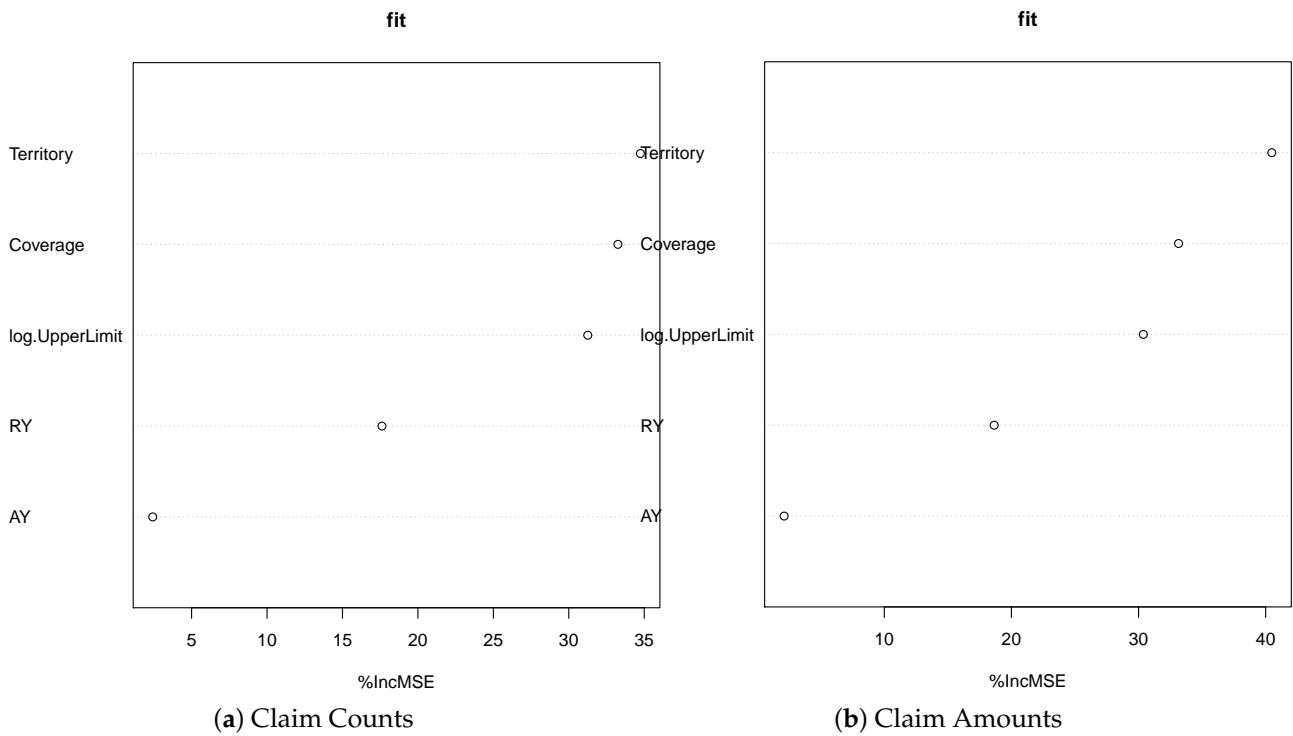 fit
Territory
Coverage
log.UpperLimit
RY
AY
5 10 15 20 25 30 35
%IncMSE
(a) Claim Counts
fit
Territory
Coverage
log.UpperLimit
RY
AY
10 20 30 40
%IncMSE
(b) Claim Amounts